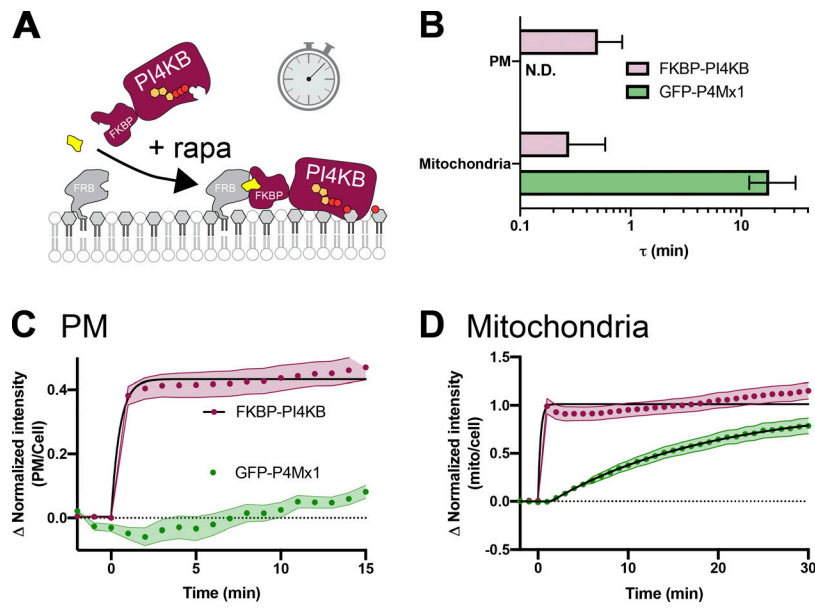 A
PI4KB
FKBP
+ rapa
FRB
FRB
FKBP
PI4KB
B
PM
N.D.
FKBP-PI4KB
GFP-P4Mx1
Mitochondria
0.1
1
10
τ (min)
C PM
Δ Normalized intensity
(PM/Cell)
0.4
0.0
FKBP-PI4KB
GFP-P4Mx1
0
5
10
15
Time (min)
D Mitochondria
Δ Normalized intensity
(mito/cell)
1.5
1.0
0.5
0.0
-0.5
0
10
20
30
Time (min)